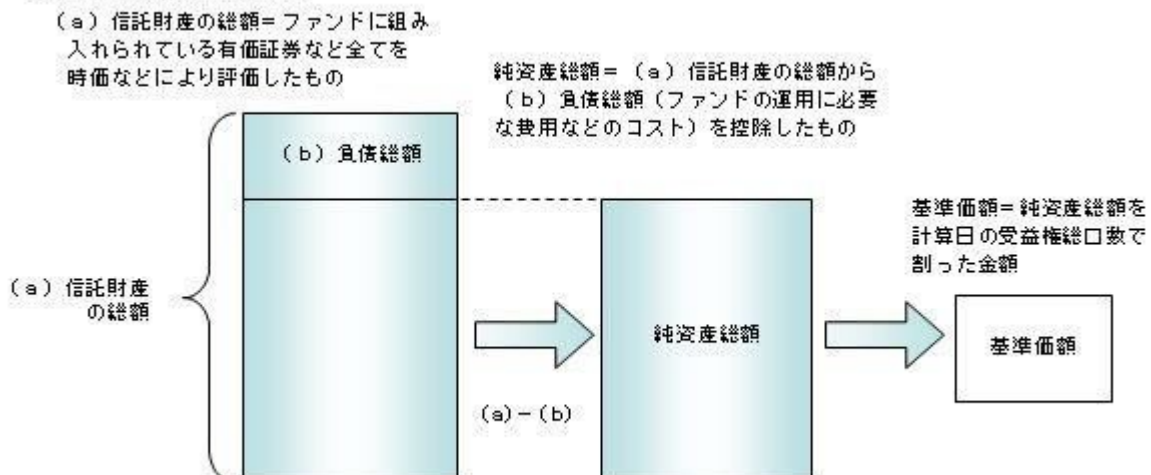 (a)信託財産の総額=ファンドに組み
入れられている有価証券など全てを
時価などにより評価したもの
純資産総額=(a)信託財産の総額から
(b)負債総額(ファンドの運用に必要
な費用などのコスト)を控除したもの
(b)負債総額
基準価額=純資産総額を
計算日の受益権総口数で
割った金額
(a)信託財産
の総額
純資産総額
基準価額
(a)-(b)